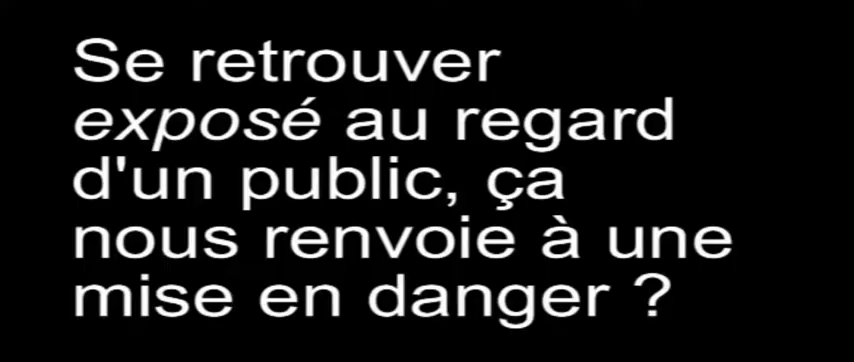 Se retrouver
exposé au regard
d'un public, ça
nous renvoie à une
mise en danger ?